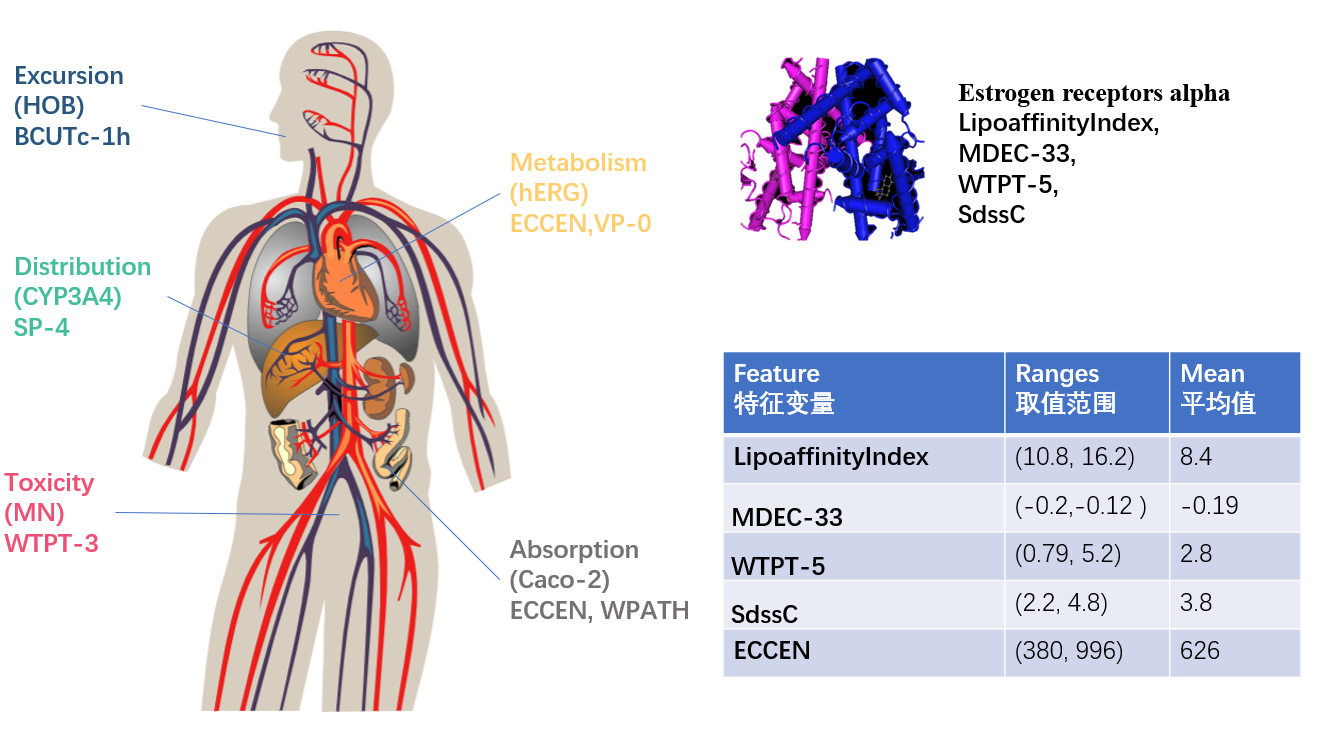 Excursion
(HOB)
BCUTc-1h
Distribution
(CYP3A4)
SP-4
Toxicity
(MN)
WTPT-3
Metabolism
(hERG)
ECCEN,VP-0
Absorption
(Caco-2)
ECCEN, WPATH
Estrogen receptors alpha
LipoaffinityIndex,
MDEC-33,
WTPT-5,
SdssC
Feature Ranges Mean
特征变量 取值范围 平均值
LipoaffinityIndex (10.8, 16.2) 8.4
MDEC-33 (-0.2,-0.12 ) -0.19
WTPT-5 (0.79, 5.2) 2.8
SdssC (2.2, 4.8) 3.8
ECCEN (380, 996) 626